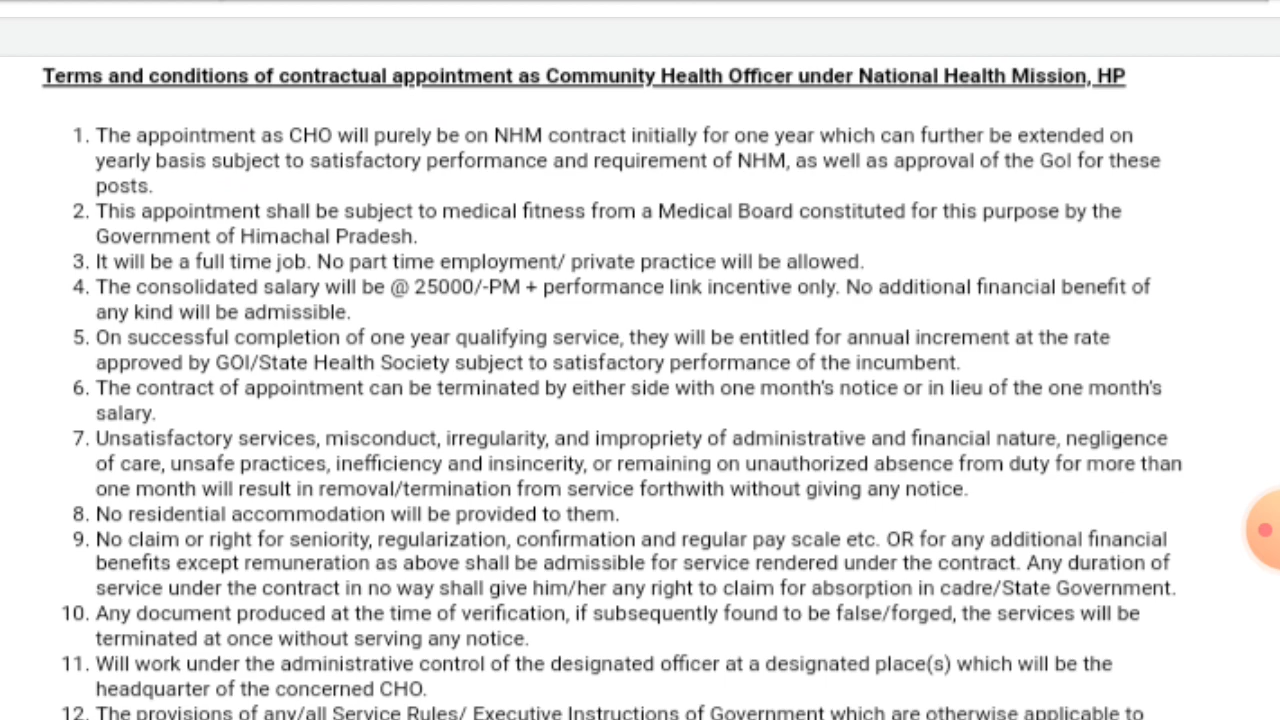 Terms and conditions of contractual appointment as Community Health Officer under National Health Mission, HP
1. The appointment as CHO will purely be on NHM contract initially for one year which can further be extended on
yearly basis subject to satisfactory performance and requirement of NHM, as well as approval of the GoI for these
posts.
2. This appointment shall be subject to medical fitness from a Medical Board constituted for this purpose by the
Government of Himachal Pradesh.
3. It will be a full time job. No part time employment/ private practice will be allowed.
4. The consolidated salary will be @ 25000/-PM + performance link incentive only. No additional financial benefit of
any kind will be admissible.
5. On successful completion of one year qualifying service, they will be entitled for annual increment at the rate
approved by GOI/State Health Society subject to satisfactory performance of the incumbent.
6. The contract of appointment can be terminated by either side with one month's notice or in lieu of the one month's
salary.
7. Unsatisfactory services, misconduct, irregularity, and impropriety of administrative and financial nature, negligence
of care, unsafe practices, inefficiency and insincerity, or remaining on unauthorized absence from duty for more than
one month will result in removal/termination from service forthwith without giving any notice.
8. No residential accommodation will be provided to them.
9. No claim or right for seniority, regularization, confirmation and regular pay scale etc. OR for any additional financial
benefits except remuneration as above shall be admissible for service rendered under the contract. Any duration of
service under the contract in no way shall give him/her any right to claim for absorption in cadre/State Government.
10. Any document produced at the time of verification, if subsequently found to be false/forged, the services will be
terminated at once without serving any notice.
11. Will work under the administrative control of the designated officer at a designated place(s) which will be the
headquarter of the concerned CHO.
12. The provisions of any/all Service Rules/ Executive Instructions of Government which are otherwise applicable to